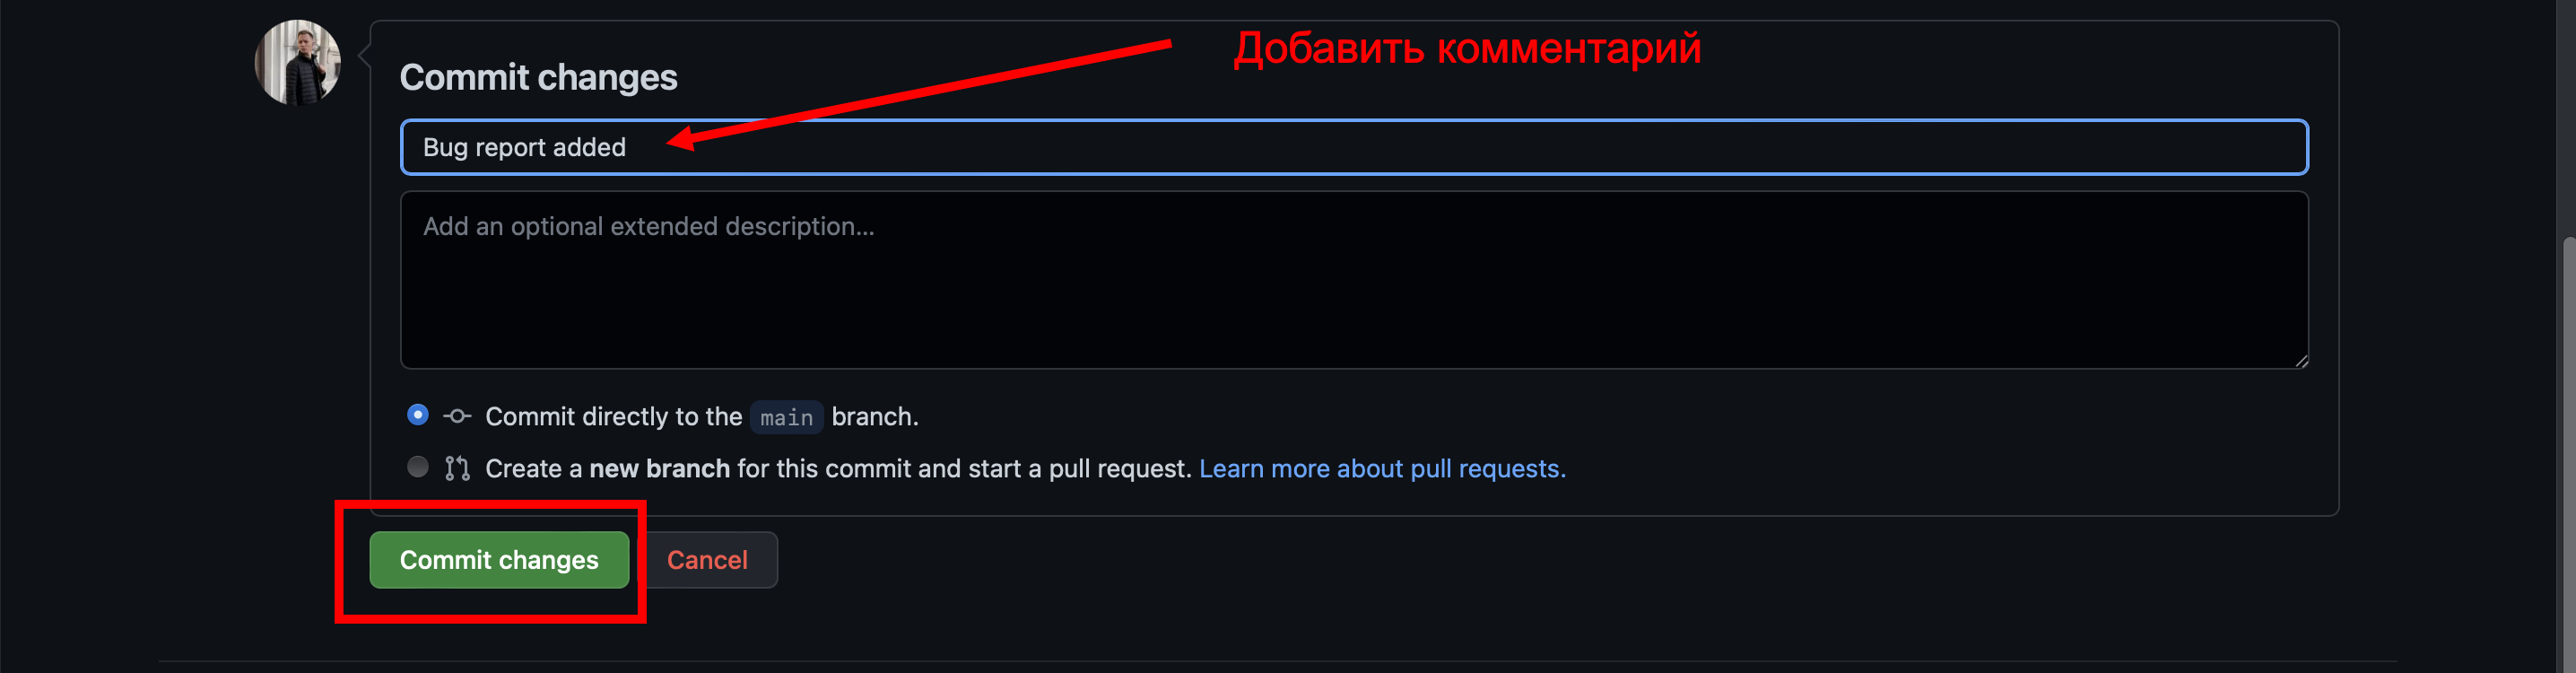 Добавить комментарий
Commit changes
Bug report added
Add an optional extended description...
Commit directly to the main branch.
Create a new branch for this commit and start a pull request. Learn more about pull requests.
Commit changes Cancel